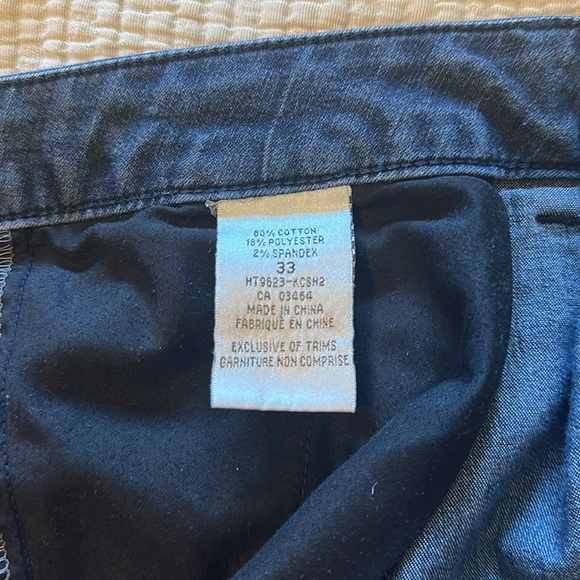 80% COTTON
18% POLYESTER
2% SPANDEX
33
HT9623-KCSH2
CA 03464
MADE IN CHINA
FABRIQUÉ EN CHINE
EXCLUSIVE OF TRIMS
GARNITURE NON COMPRISE